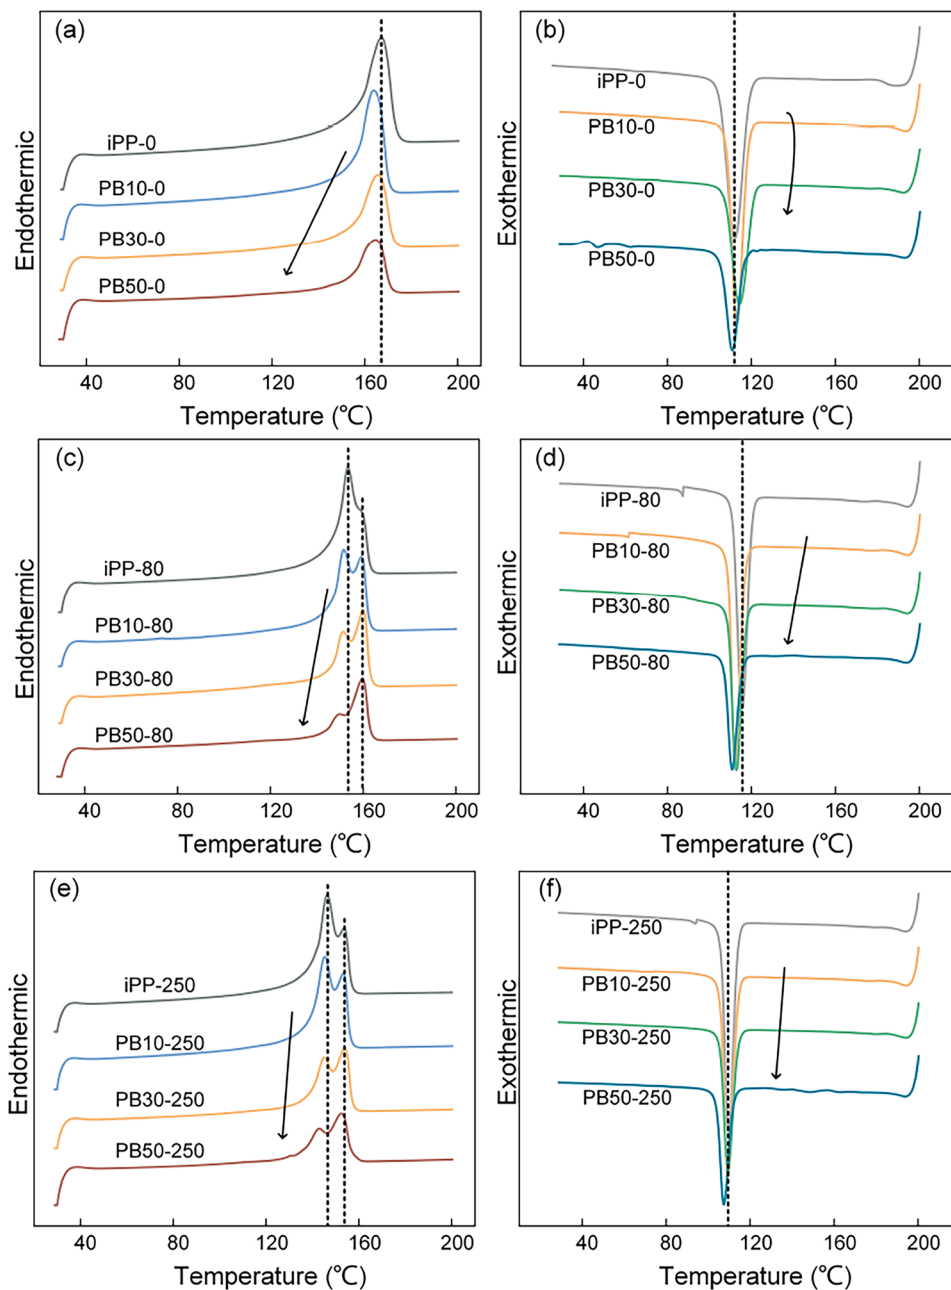 (a)
Endothermic
iPP-0
PB10-0
PB30-0
PB50-0
40 80 120 160 200
Temperature (℃)
(b)
Exothermic
iPP-0
PB10-0
PB30-0
PB50-0
40 80 120 160 200
Temperature (℃)
(c)
Endothermic
iPP-80
PB10-80
PB30-80
PB50-80
40 80 120 160 200
Temperature (℃)
(d)
Exothermic
iPP-80
PB10-80
PB30-80
PB50-80
40 80 120 160 200
Temperature (℃)
(e)
Endothermic
iPP-250
PB10-250
PB30-250
PB50-250
40 80 120 160 200
Temperature (℃)
(f)
Exothermic
iPP-250
PB10-250
PB30-250
PB50-250
40 80 120 160 200
Temperature (℃)